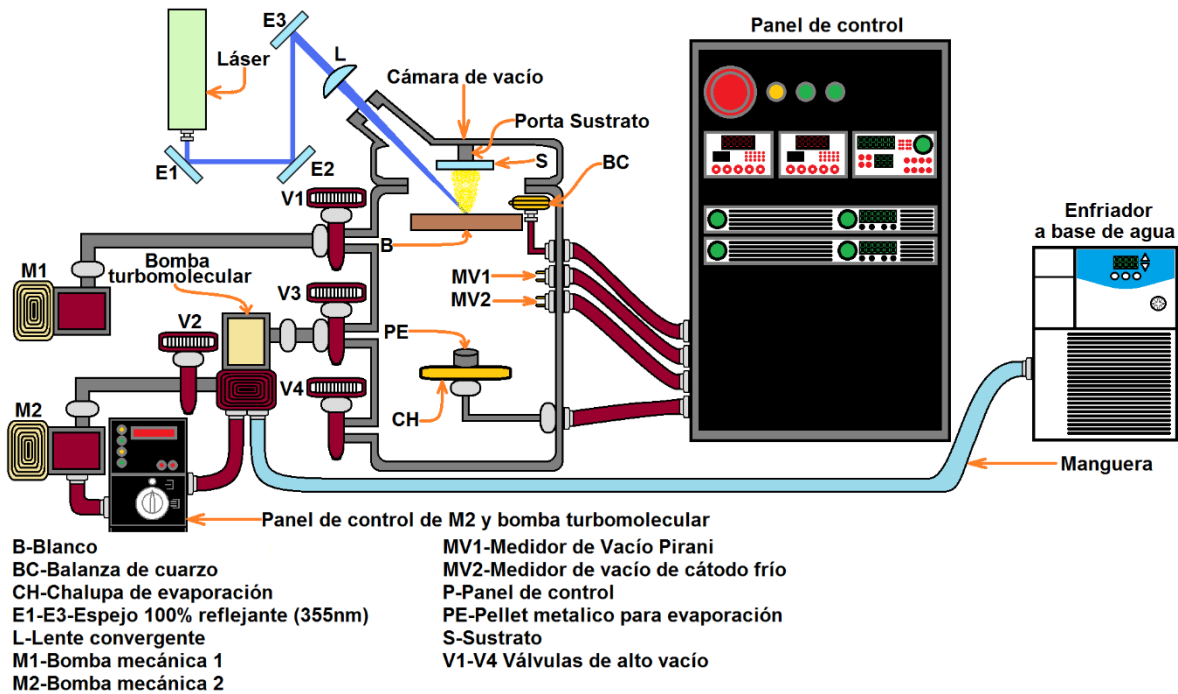 E3
L
Panel de control
Láser
Cámara de vacío
Porta Sustrato
S
BC
E1
E2
V1
Enfriador
a base de agua
B
Bomba
turbomolecular
M1
MV1
MV2
V3
V2
PE
V4
M2
CH
Manguera
Panel de control de M2 y bomba turbomolecular
B-Blanco
BC-Balanza de cuarzo
CH-Chalupa de evaporación
E1-E3-Espejo 100% reflejante (355nm)
L-Lente convergente
M1-Bomba mecánica 1
M2-Bomba mecánica 2
MV1-Medidor de Vacío Pirani
MV2-Medidor de vacío de cátodo frío
P-Panel de control
PE-Pellet metalico para evaporación
S-Sustrato
V1-V4 Válvulas de alto vacío